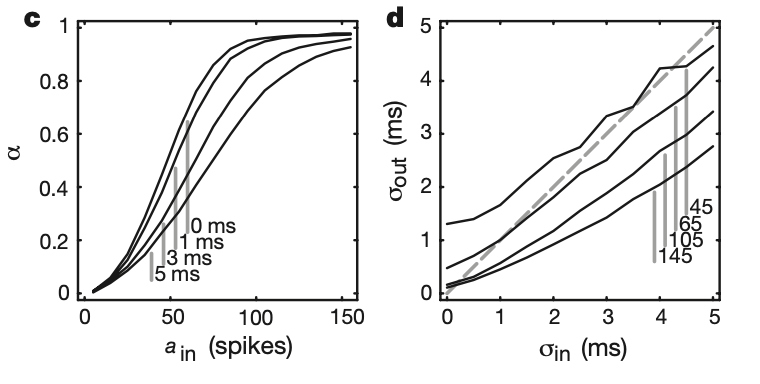 c
1
0.8
0.6
0.4
0.2
0
α
0 ms
1 ms
3 ms
5 ms
0 50 100 150
a in (spikes)
d
5
4
3
2
1
0
σout (ms)
45
65
105
145
0 1 2 3 4 5
σin (ms)